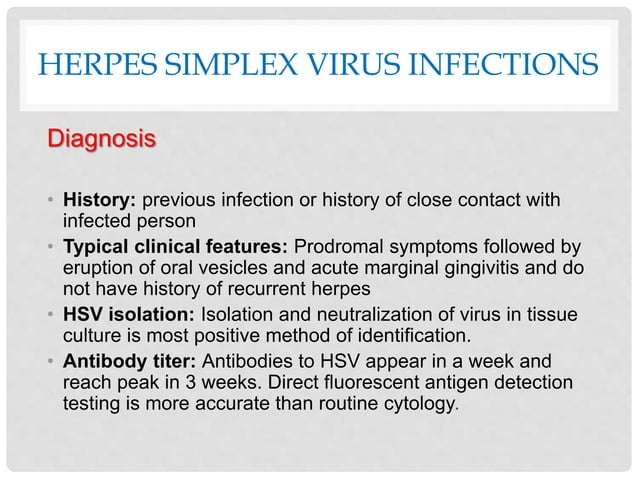 HERPES SIMPLEX VIRUS INFECTIONS
Diagnosis
• History: previous infection or history of close contact with
infected person
• Typical clinical features: Prodromal symptoms followed by
eruption of oral vesicles and acute marginal gingivitis and do
not have history of recurrent herpes
• HSV isolation: Isolation and neutralization of virus in tissue
culture is most positive method of identification.
• Antibody titer: Antibodies to HSV appear in a week and
reach peak in 3 weeks. Direct fluorescent antigen detection
testing is more accurate than routine cytology.